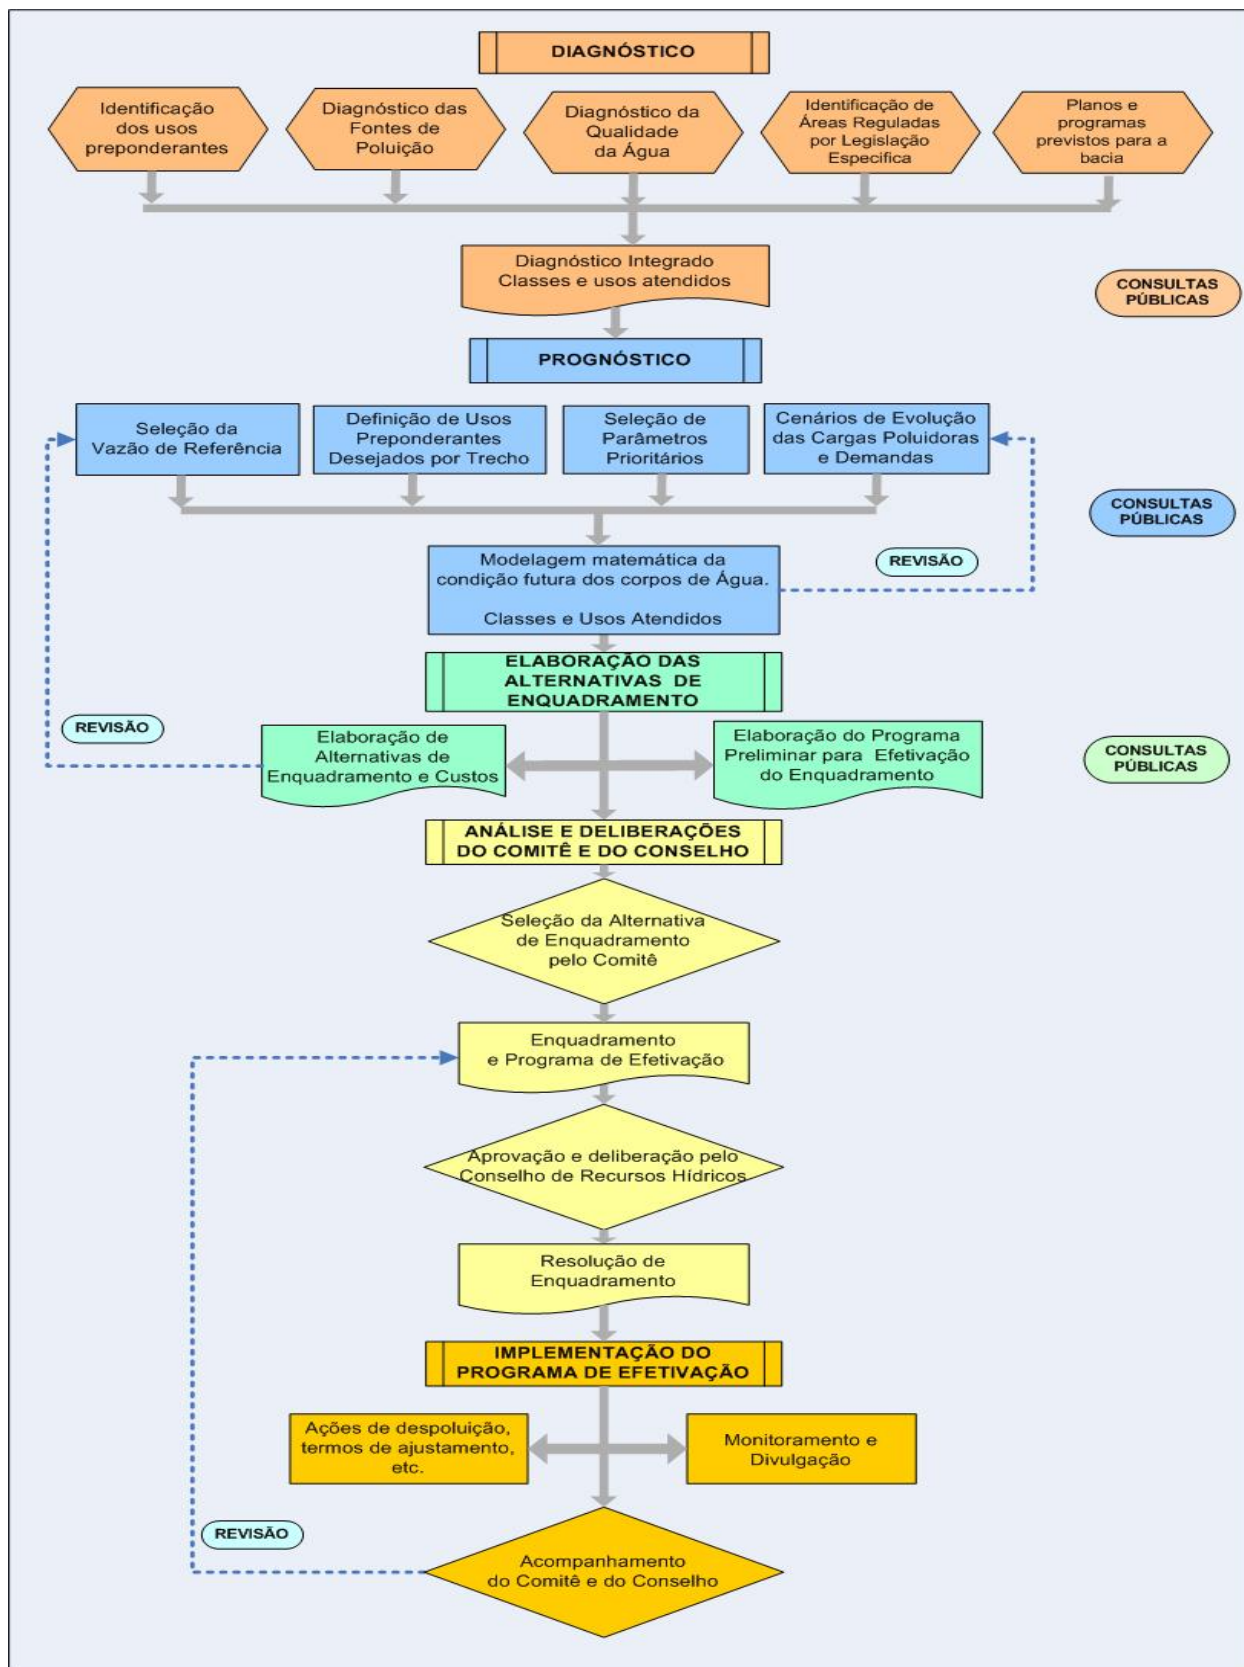 DIAGNÓSTICO
Identificação
dos usos
preponderantes
Diagnóstico das
Fontes de
Poluição
Diagnóstico da
Qualidade
da Água
Identificação de
Áreas Reguladas
por Legislação
Especifica
Planos e
programas
previstos para a
bacia
Diagnóstico Integrado
Classes e usos atendidos
CONSULTAS
PÚBLICAS
PROGNÓSTICO
Seleção da
Vazão de Referência
Definição de Usos
Preponderantes
Desejados por Trecho
Seleção de
Parâmetros
Prioritários
Cenários de Evolução
das Cargas Poluidoras
e Demandas
CONSULTAS
PÚBLICAS
Modelagem matemática da
condição futura dos corpos de Água.
Classes e Usos Atendidos
REVISÃO
ELABORAÇÃO DAS
ALTERNATIVAS DE
ENQUADRAMENTO
REVISÃO
Elaboração de
Alternativas de
Enquadramento e Custos
Elaboração do Programa
Preliminar para Efetivação
do Enquadramento
CONSULTAS
PÚBLICAS
ANÁLISE E DELIBERAÇÕES
DO COMITÊ E DO CONSELHO
Seleção da Alternativa
de Enquadramento
pelo Comitê
Enquadramento
e Programa de Efetivação
Aprovação e deliberação pelo
Conselho de Recursos Hídricos
Resolução de
Enquadramento
IMPLEMENTAÇÃO DO
PROGRAMA DE EFETIVAÇÃO
Ações de despoluição,
termos de ajustamento,
etc.
Monitoramento e
Divulgação
REVISÃO
Acompanhamento
do Comitê e do Conselho